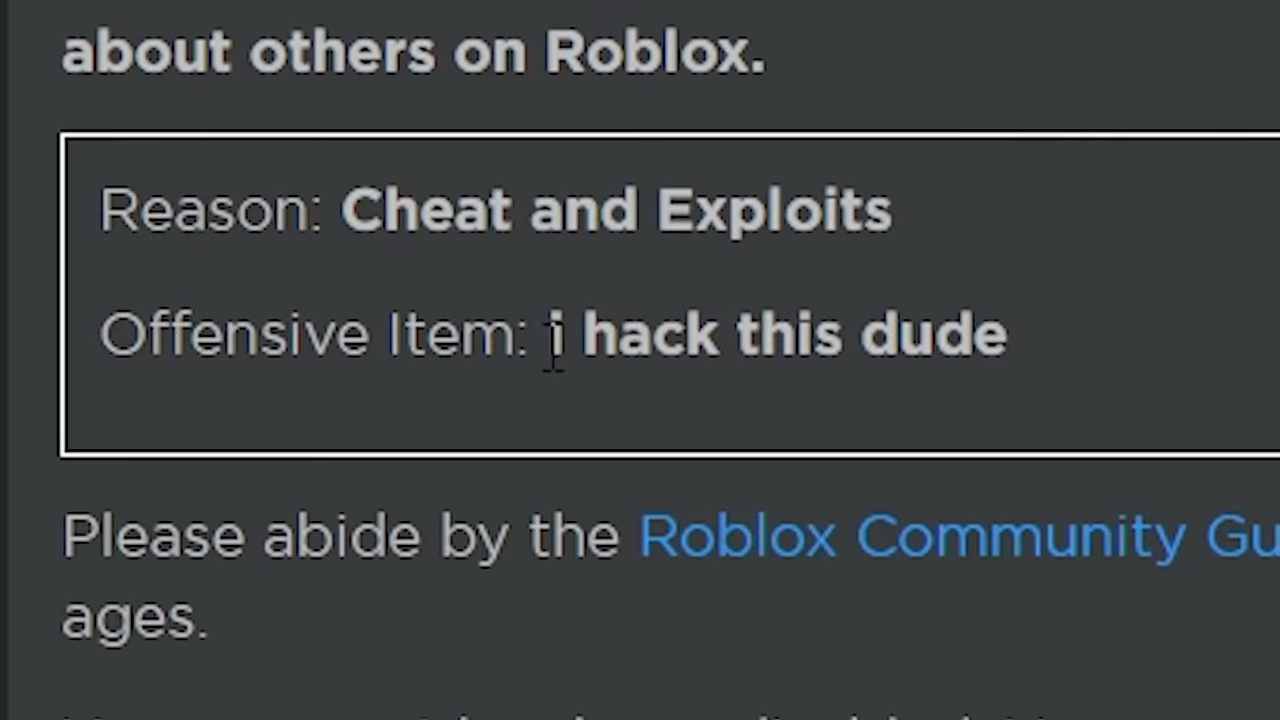 about others on Roblox.
Reason: Cheat and Exploits
Offensive Item: i hack this dude
Please abide by the Roblox Community Gu
ages.